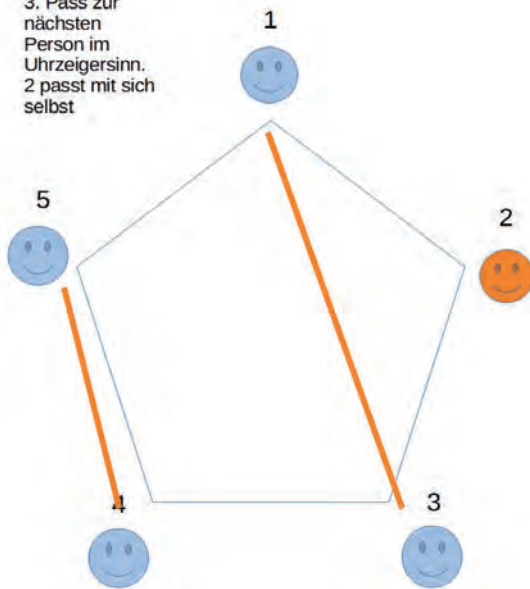 3. Pass zur
nächsten
Person im
Uhrzeigersinn.
2 passt mit sich
selbst
1
5
2
4
3